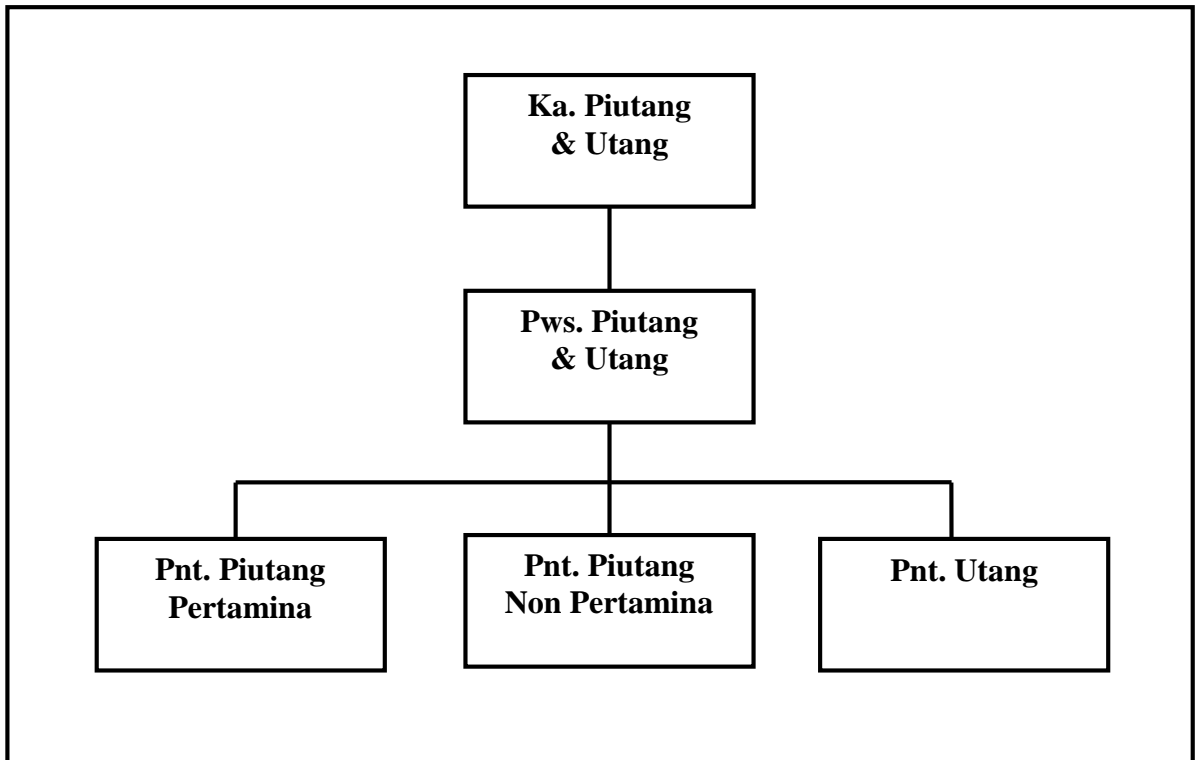 Ka. Piutang
& Utang
Pws. Piutang
& Utang
Pnt. Piutang
Pertamina
Pnt. Piutang
Non Pertamina
Pnt. Utang